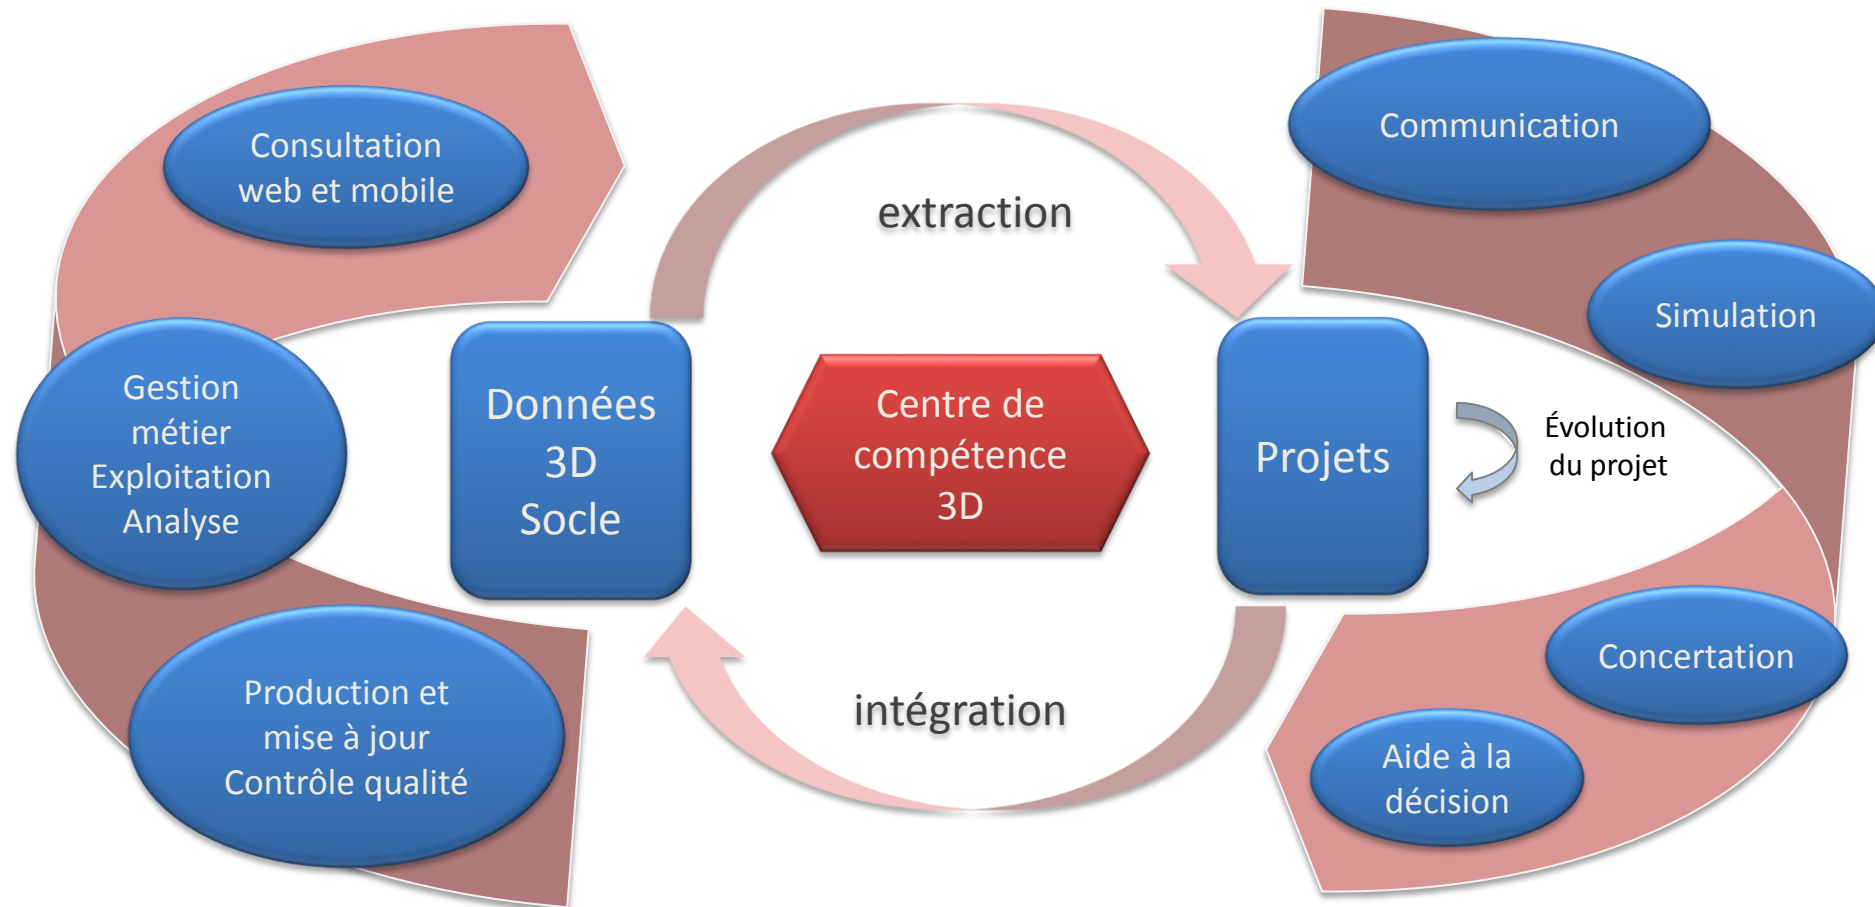 Consultation
web et mobile
Gestion
métier
Exploitation
Analyse
Production et
mise à jour
Contrôle qualité
Données
3D
Socle
extraction
Centre de
compétence
3D
intégration
Projets
Évolution
du projet
Communication
Simulation
Concertation
Aide à la
décision